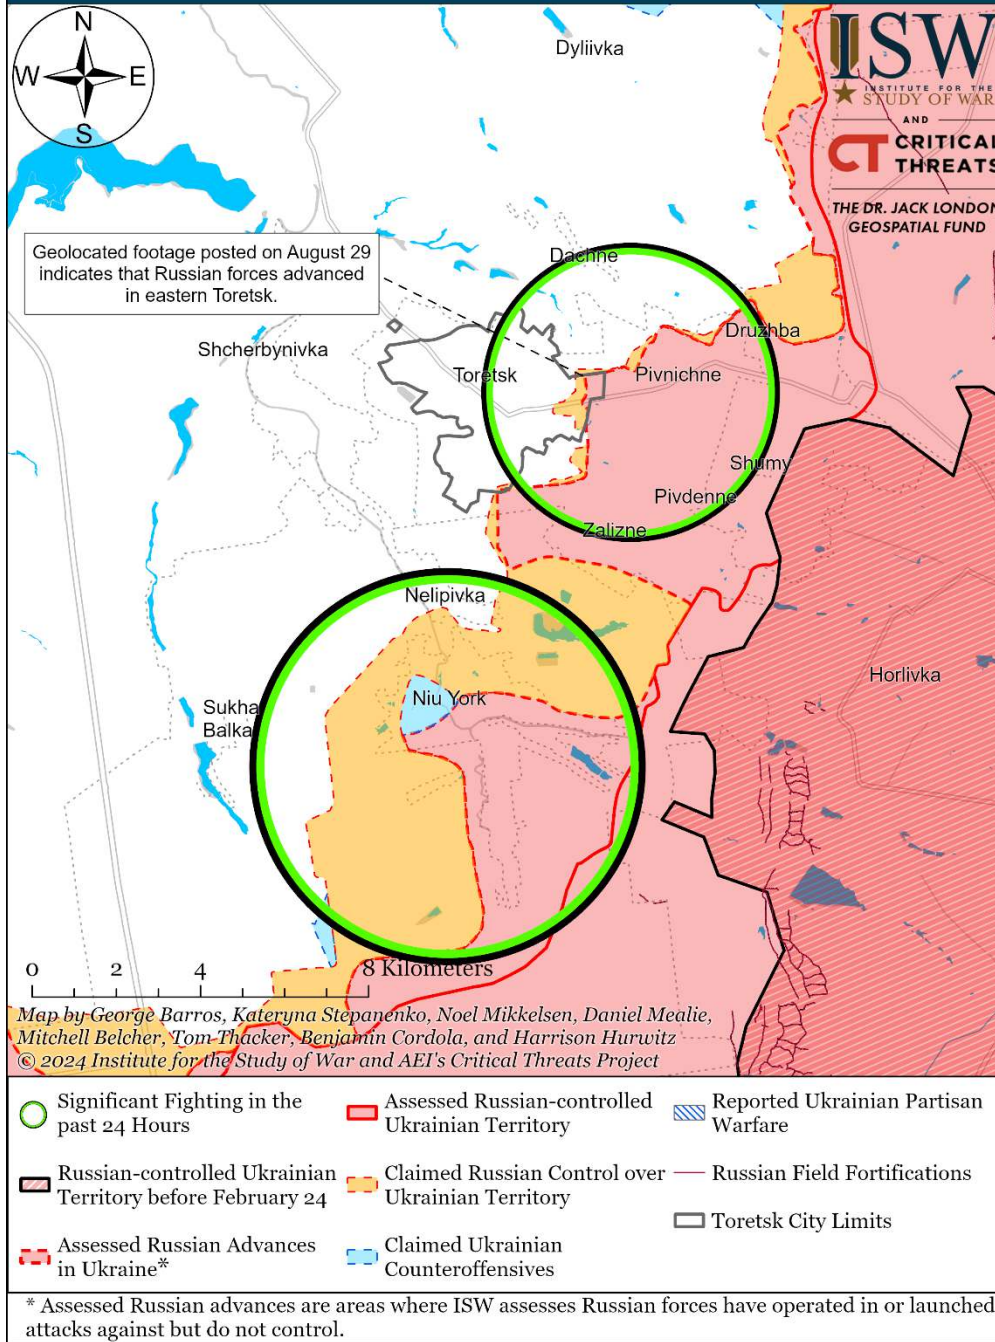 N
W E
S
Dyliivka
ISW
INSTITUTE FOR THE
STUDY OF WAR
AND
CT CRITICAL
THREATS
THE DR. JACK LONDON
GEOSPATIAL FUND
Geolocated footage posted on August 29
indicates that Russian forces advanced
in eastern Toretsk.
Dachne
Druzhba
Shcherbynivka
Toretsk
Pivnichne
Shumy
Pivdenne
Zalizne
Nelipivka
Horlivka
Niu York
Sukha
Balka
0 2 4 8 Kilometers
Map by George Barros, Kateryna Stepanenko, Noel Mikkelsen, Daniel Mealie,
Mitchell Belcher, Tom Thacker, Benjamin Cordola, and Harrison Hurwitz
© 2024 Institute for the Study of War and AEI's Critical Threats Project
Significant Fighting in the
past 24 Hours
Russian-controlled Ukrainian
Territory before February 24
Assessed Russian Advances
in Ukraine*
Assessed Russian-controlled
Ukrainian Territory
Claimed Russian Control over
Ukrainian Territory
Claimed Ukrainian
Counteroffensives
Reported Ukrainian Partisan
Warfare
Russian Field Fortifications
Toretsk City Limits
* Assessed Russian advances are areas where ISW assesses Russian forces have operated in or launched
attacks against but do not control.